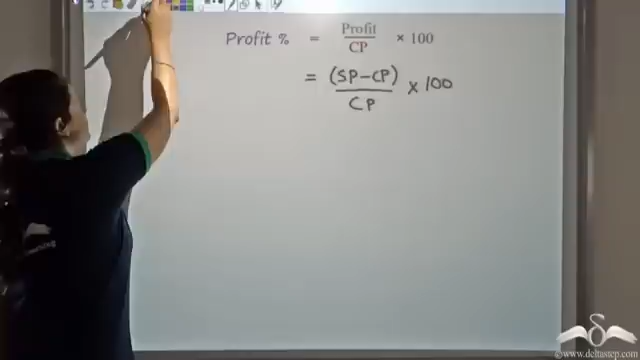 Profit % = Profit/CP × 100
= (SP-CP)/CP × 100
©www.deltastep.com